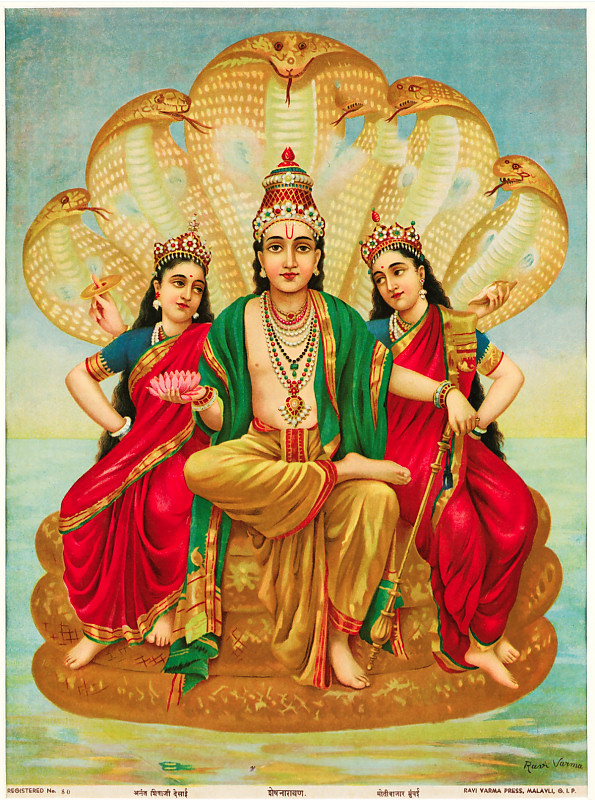 Ravi Varma
REGISTERED No. 80 अनंत शिवाजी देसाई शेषनारायण. मोतीबाजार मुंबई RAVI VARMA PRESS, MALAVLI, G. I. P.